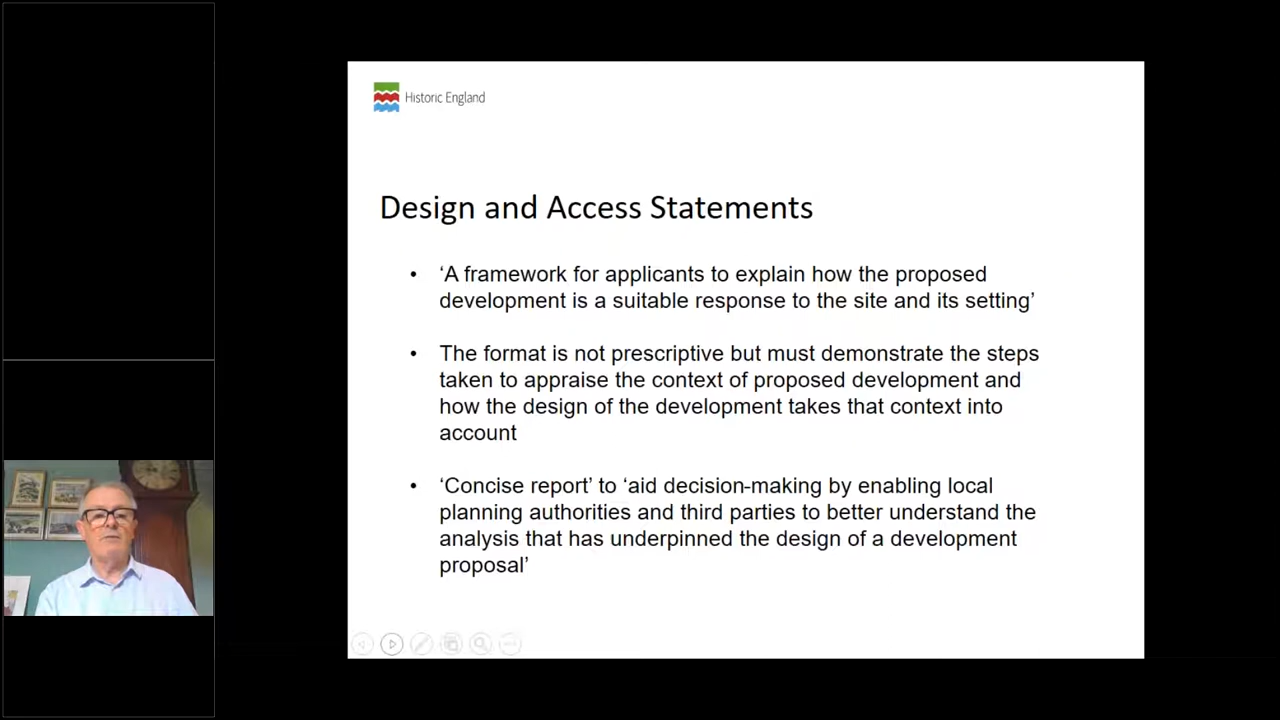 Historic England
Design and Access Statements
• ‘A framework for applicants to explain how the proposed
development is a suitable response to the site and its setting’
• The format is not prescriptive but must demonstrate the steps
taken to appraise the context of proposed development and
how the design of the development takes that context into
account
• ‘Concise report’ to ‘aid decision-making by enabling local
planning authorities and third parties to better understand the
analysis that has underpinned the design of a development
proposal’